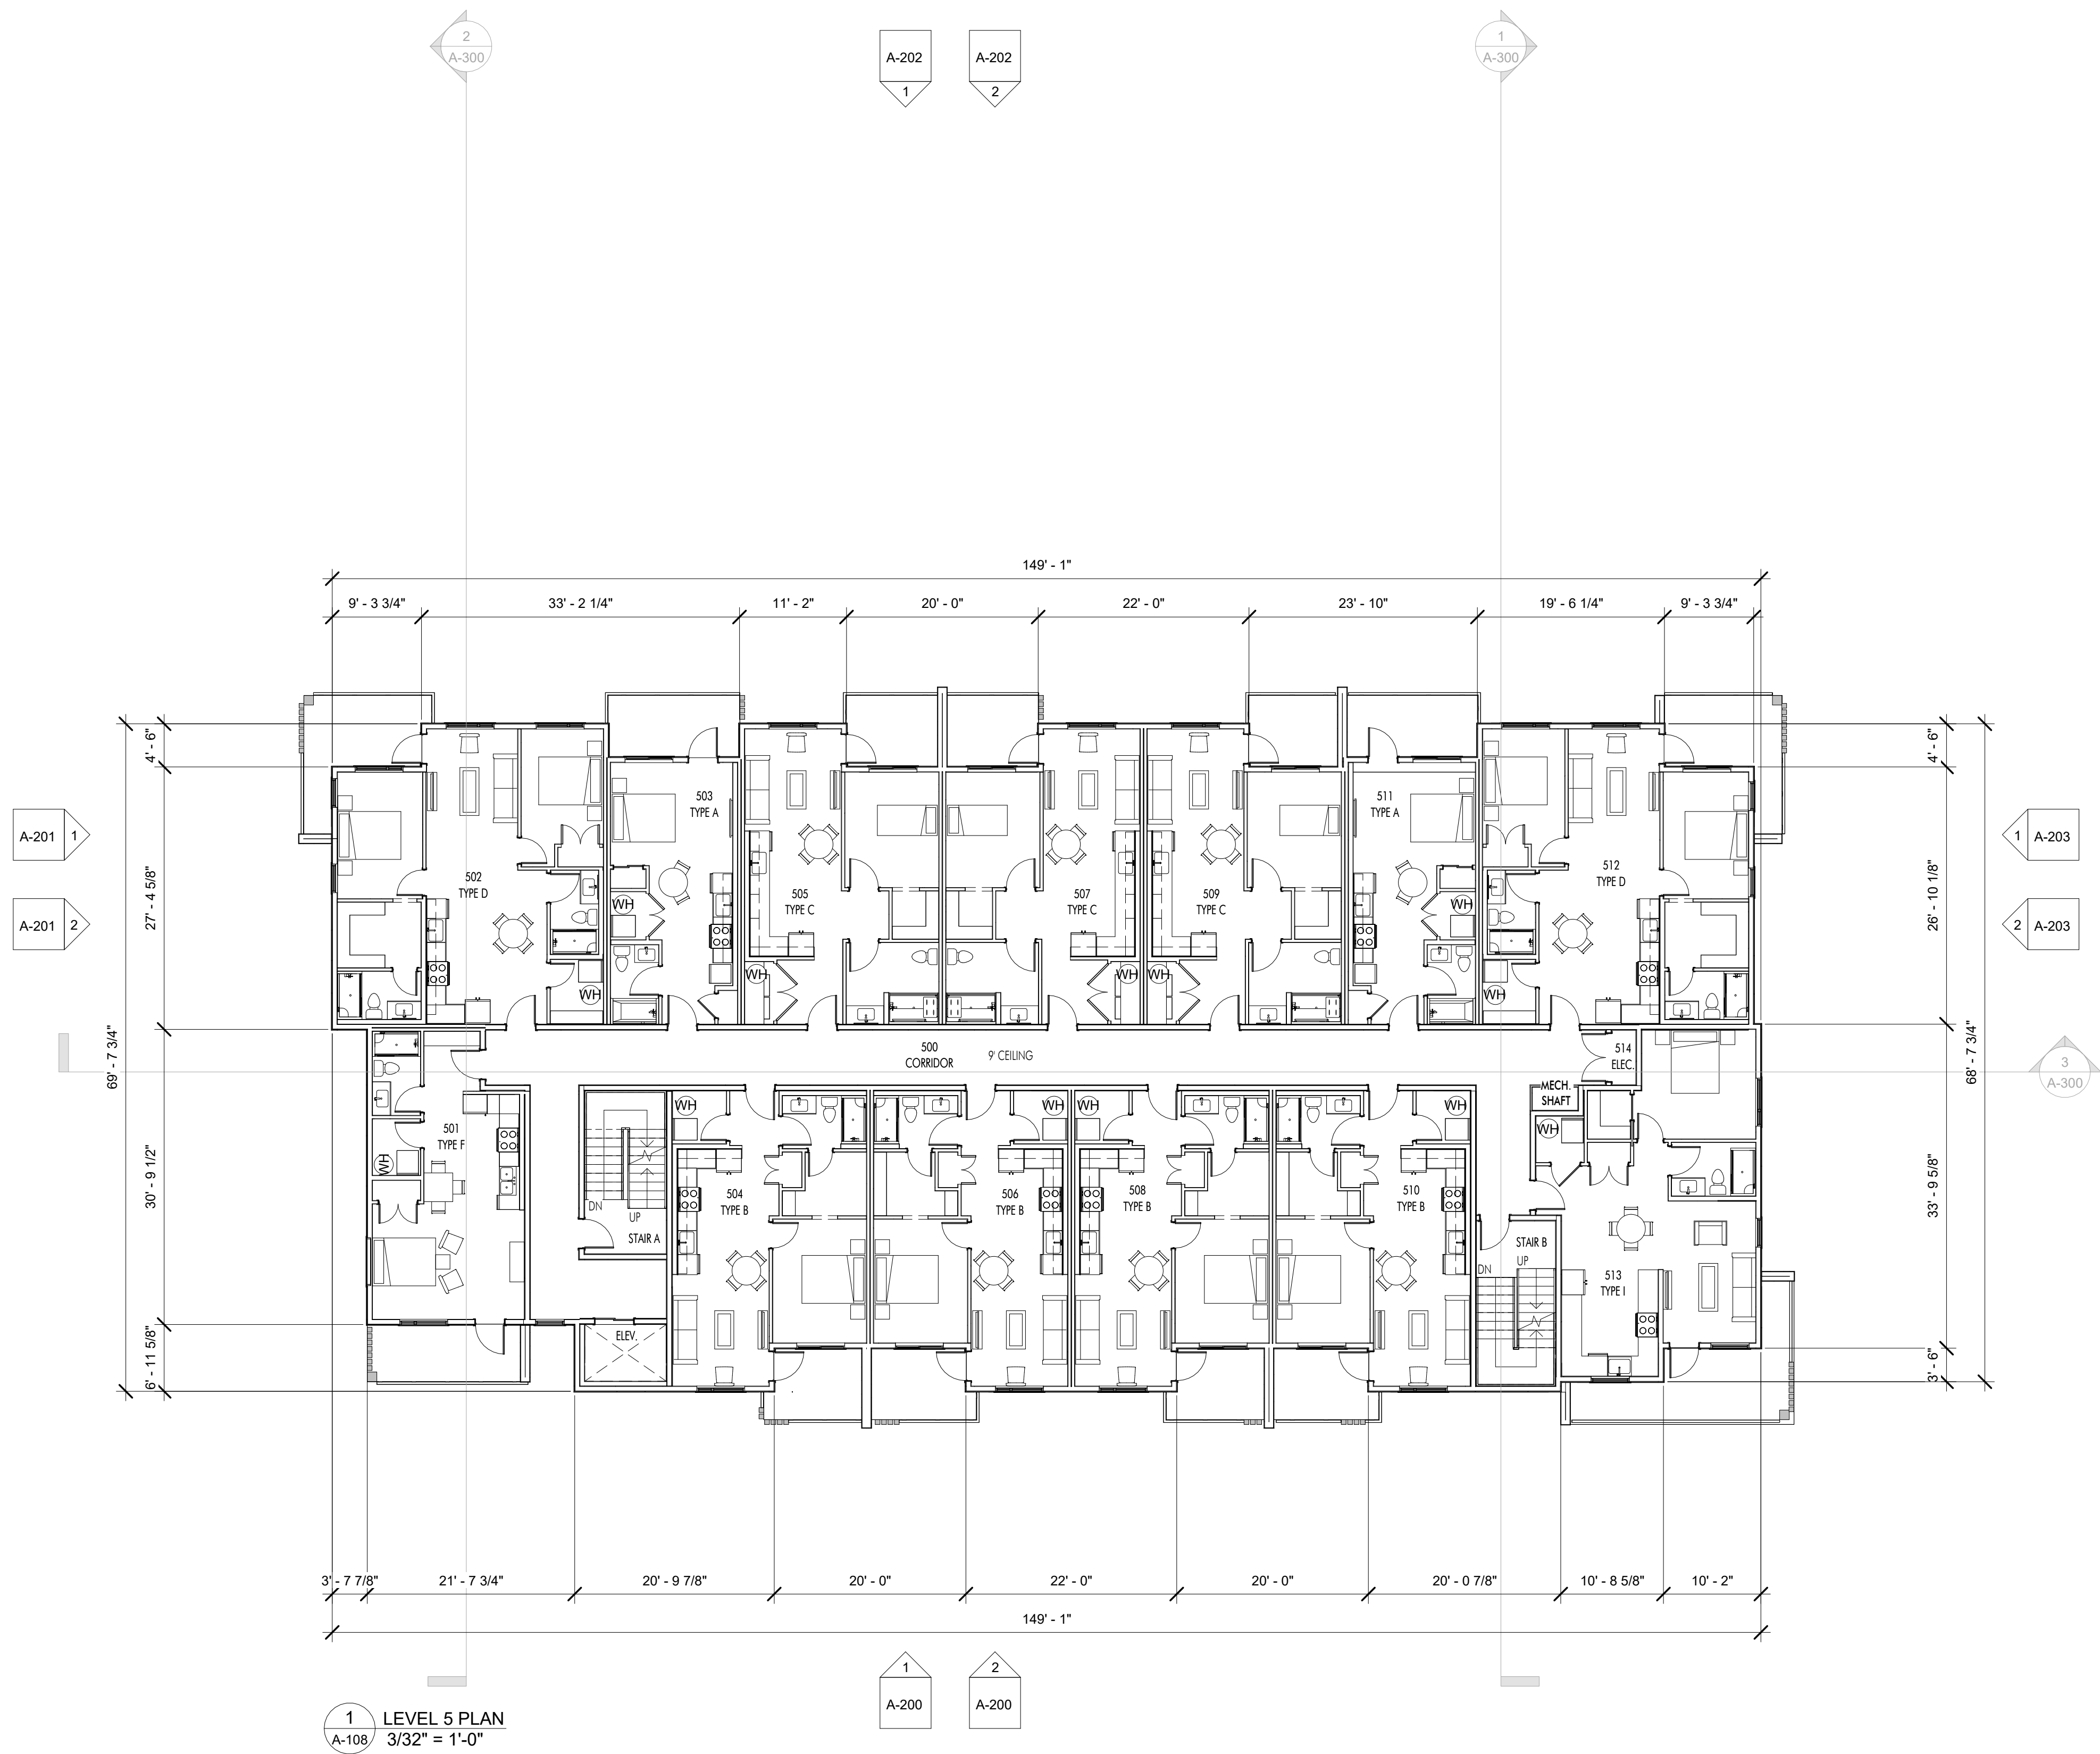 2
A-300
A-202
1
A-202
2
1
A-300
149' - 1"
9' - 3 3/4"
33' - 2 1/4"
11' - 2"
20' - 0"
22' - 0"
23' - 10"
19' - 6 1/4"
9' - 3 3/4"
4' - 6"
27' - 4 5/8"
69' - 7 3/4"
30' - 9 1/2"
6' - 11 5/8"
4' - 6"
26' - 10 1/8"
68' - 7 3/4"
33' - 9 5/8"
3' - 6"
A-201
1
A-201
2
1
A-203
2
A-203
3
A-300
502
TYPE D
WH
503
TYPE A
WH
505
TYPE C
WH
507
TYPE C
WH
509
TYPE C
WH
511
TYPE A
WH
512
TYPE D
WH
500
CORRIDOR
9' CEILING
514
ELEC.
MECH.
SHAFT
501
TYPE F
WH
DN
UP
STAIR A
ELEV.
WH
504
TYPE B
WH
506
TYPE B
WH
508
TYPE B
WH
510
TYPE B
STAIR B
DN
UP
WH
513
TYPE I
3' - 7 7/8"
21' - 7 3/4"
20' - 9 7/8"
20' - 0"
22' - 0"
20' - 0"
20' - 0 7/8"
10' - 8 5/8"
10' - 2"
149' - 1"
1
A-200
2
A-200
1
A-108
LEVEL 5 PLAN
3/32" = 1'-0"